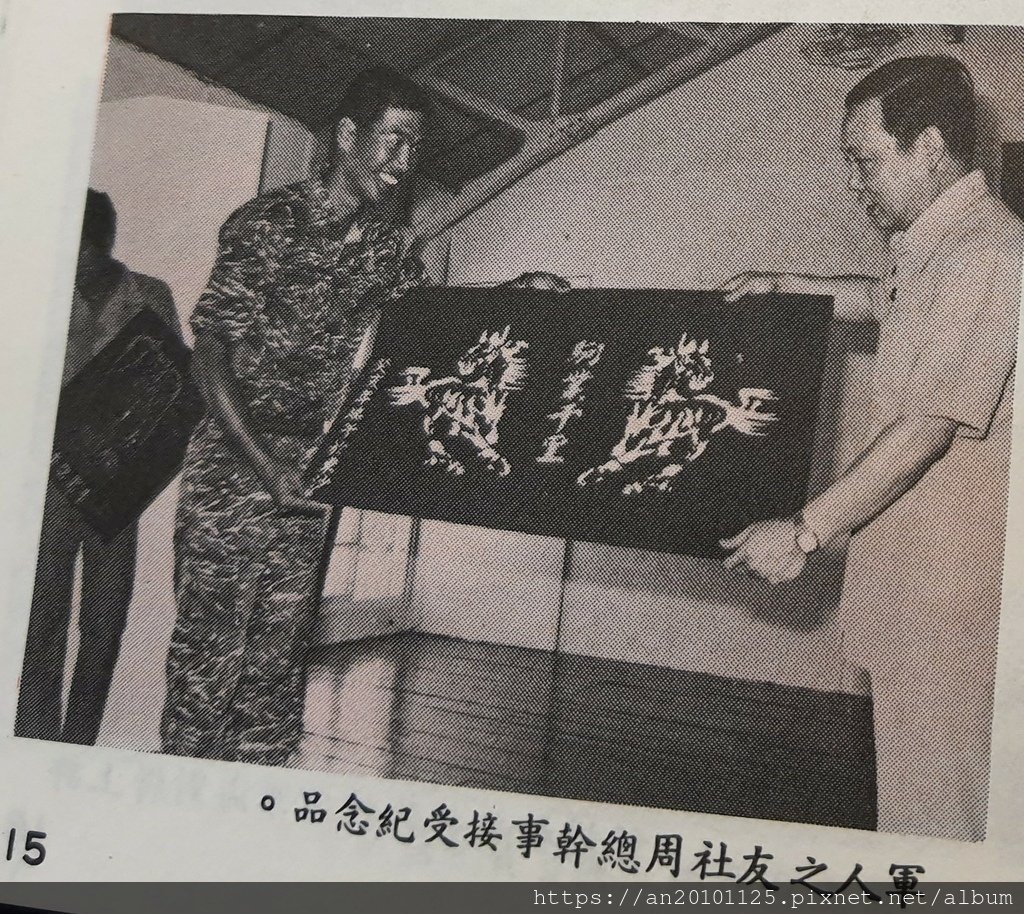 軍人之友社周總幹事接受紀念品。
15
https://an20101125.pixnet.net/album